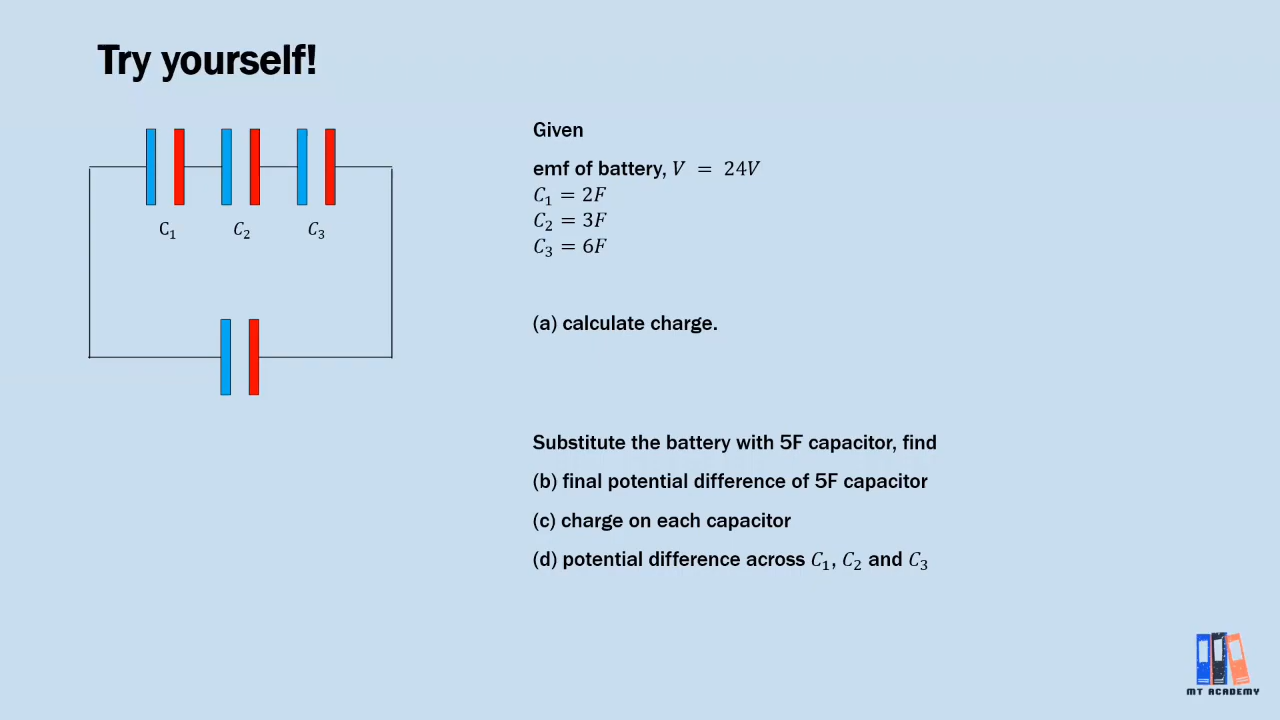 Try yourself!
Given
emf of battery, V = 24V
C₁ = 2F
C₂ = 3F
C₃ = 6F
C₁ C₂ C₃
(a) calculate charge.
Substitute the battery with 5F capacitor, find
(b) final potential difference of 5F capacitor
(c) charge on each capacitor
(d) potential difference across C₁, C₂ and C₃
MT ACADEMY